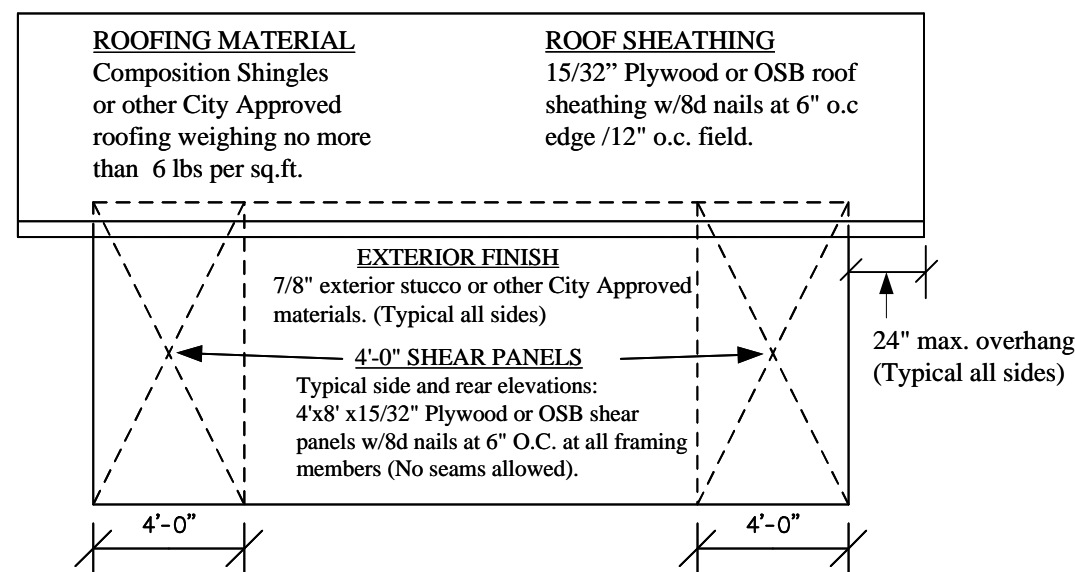 ROOFING MATERIAL
Composition Shingles
or other City Approved
roofing weighing no more
than 6 lbs per sq.ft.
ROOF SHEATHING
15/32” Plywood or OSB roof
sheathing w/8d nails at 6" o.c
edge /12" o.c. field.
EXTERIOR FINISH
7/8" exterior stucco or other City Approved
materials. (Typical all sides)
4'-0" SHEAR PANELS
Typical side and rear elevations:
4'x8' x15/32" Plywood or OSB shear
panels w/8d nails at 6" O.C. at all framing
members (No seams allowed).
24" max. overhang
(Typical all sides)
4’-0”
4’-0”